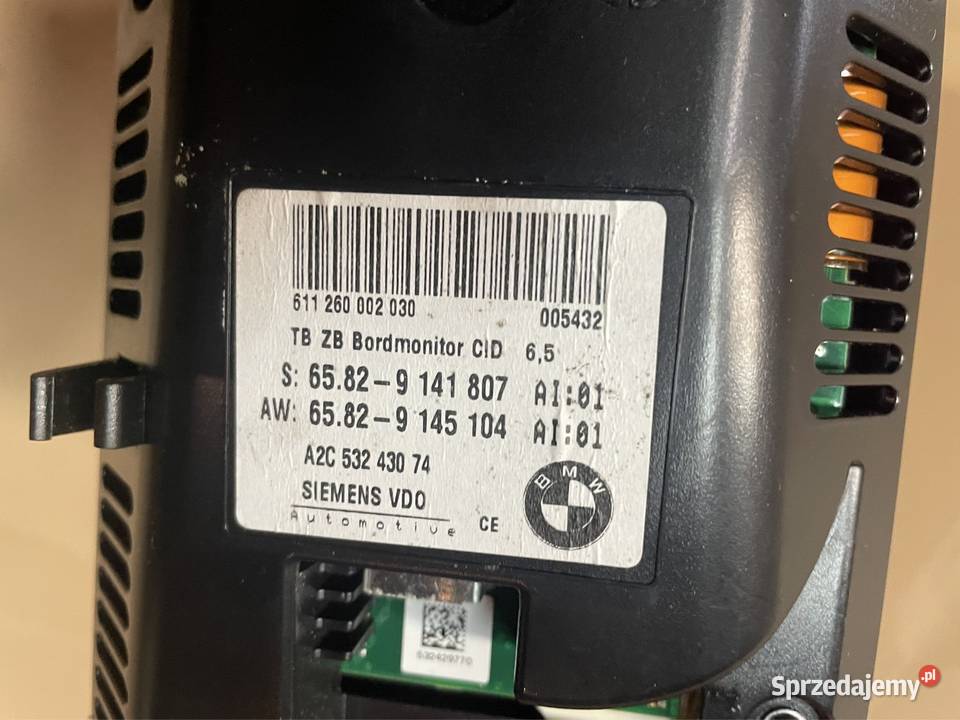 611 260 002 030
005432
TB ZB Bordmonitor CID 6,5
S: 65.82-9 141 807 AI:01
AW: 65.82-9 145 104 AI:01
A2C 532 430 74
SIEMENS VDO
Automotive
CE
BMW
632429770
Sprzedajemy.pl